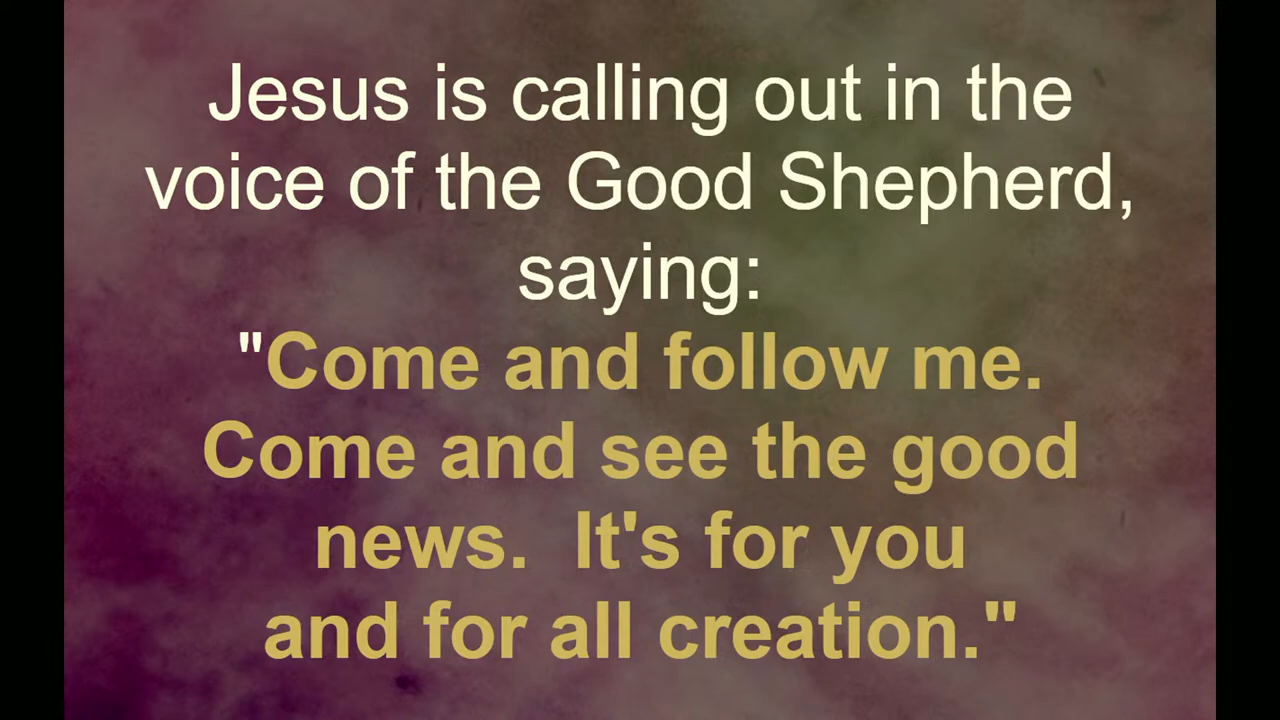 Jesus is calling out in the
voice of the Good Shepherd,
saying:
"Come and follow me.
Come and see the good
news.  It's for you
and for all creation."